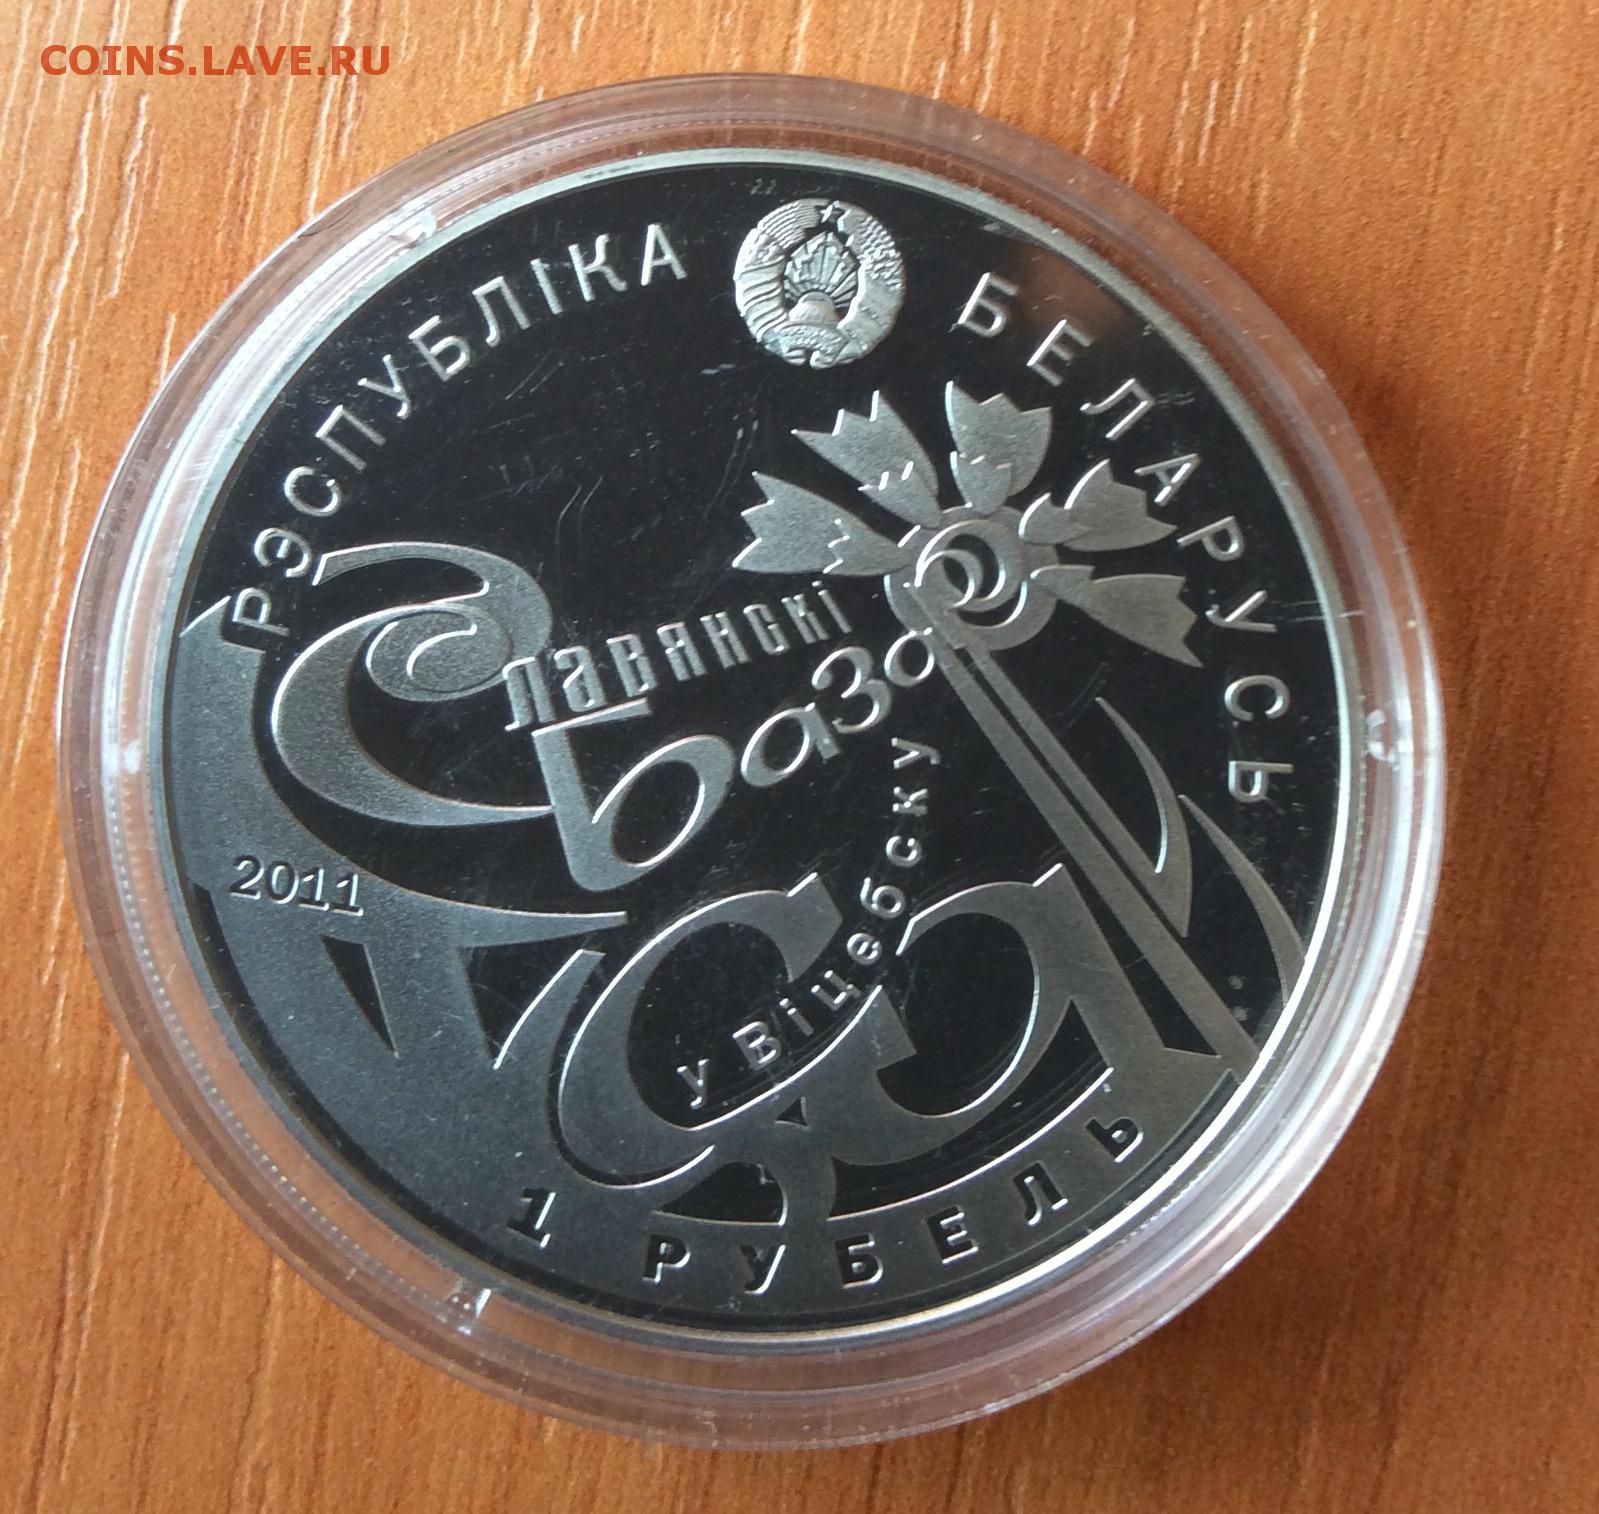 COINS.LAVE.RU
РЭСПУБЛІКА БЕЛАРУСЬ
Славянскі
базар
у Віцебску
2011
1 РУБЕЛЬ